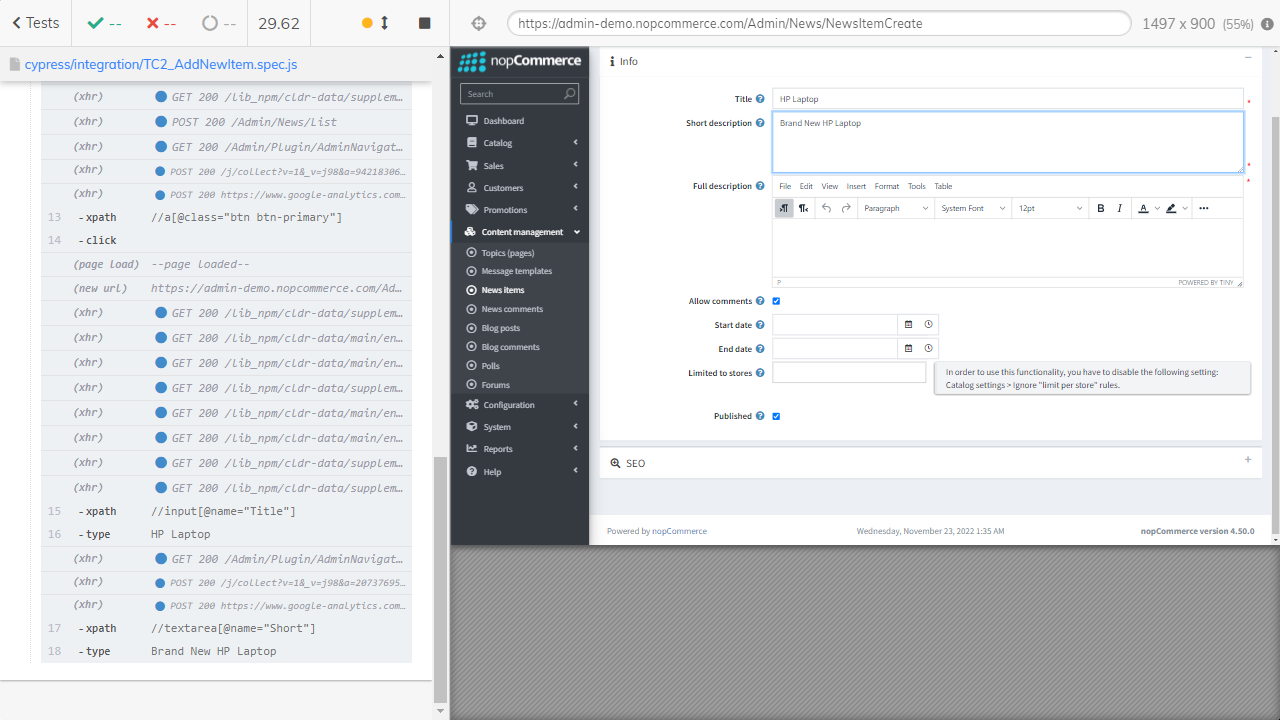 Tests
--
--
--
29.62
https://admin-demo.nopcommerce.com/Admin/News/NewsItemCreate
1497 x 900 (55%)
cypress/integration/TC2_AddNewItem.spec.js
(xhr) GET 200 /lib_npm/cldr-data/supplem…
(xhr) POST 200 /Admin/News/List
(xhr) GET 200 /Admin/Plugin/AdminNavigat…
(xhr) POST 200 /j/collect?v=1&_v=j98&a=94218306…
(xhr) POST 200 https://www.google-analytics.com…
13 -xpath //a[@class="btn btn-primary"]
14 -click
(page load) --page loaded--
(new url) https://admin-demo.nopcommerce.com/Ad…
(xhr) GET 200 /lib_npm/cldr-data/supplem…
(xhr) GET 200 /lib_npm/cldr-data/main/en…
(xhr) GET 200 /lib_npm/cldr-data/main/en…
(xhr) GET 200 /lib_npm/cldr-data/supplem…
(xhr) GET 200 /lib_npm/cldr-data/main/en…
(xhr) GET 200 /lib_npm/cldr-data/main/en…
(xhr) GET 200 /lib_npm/cldr-data/supplem…
(xhr) GET 200 /lib_npm/cldr-data/supplem…
15 -xpath //input[@name="Title"]
16 -type HP Laptop
(xhr) GET 200 /Admin/Plugin/AdminNavigat…
(xhr) POST 200 /j/collect?v=1&_v=j98&a=20737695…
(xhr) POST 200 https://www.google-analytics.com…
17 -xpath //textarea[@name="Short"]
18 -type Brand New HP Laptop
nopCommerce
Search
Dashboard
Catalog
Sales
Customers
Promotions
Content management
Topics (pages)
Message templates
News items
News comments
Blog posts
Blog comments
Polls
Forums
Configuration
System
Reports
Help
Info
Title HP Laptop *
Short description Brand New HP Laptop *
Full description File Edit View Insert Format Tools Table *
Paragraph System Font 12pt B I A
P POWERED BY TINY
Allow comments
Start date
End date
Limited to stores
In order to use this functionality, you have to disable the following setting:
Catalog settings > Ignore "limit per store" rules.
Published
SEO
Powered by nopCommerce Wednesday, November 23, 2022 1:35 AM nopCommerce version 4.50.0